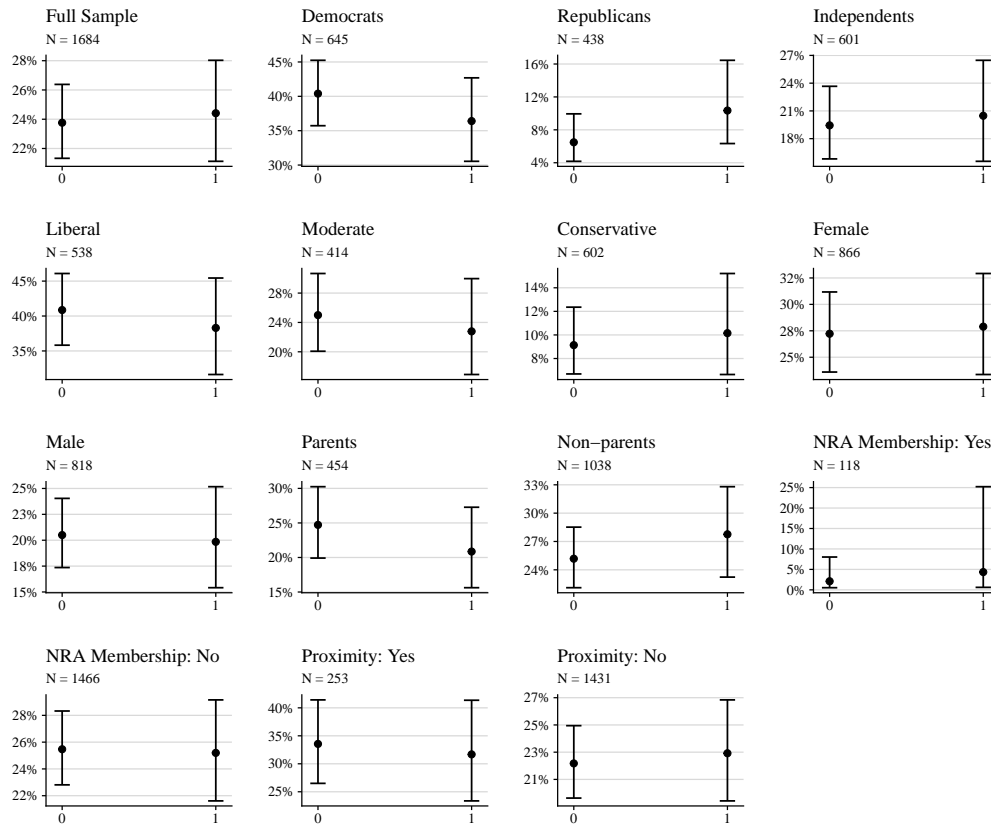 Full Sample
N = 1684
28%
26%
24%
22%
0 1
Democrats
N = 645
45%
40%
35%
30%
0 1
Republicans
N = 438
16%
12%
8%
4%
0 1
Independents
N = 601
27%
24%
21%
18%
0 1
Liberal
N = 538
45%
40%
35%
0 1
Moderate
N = 414
28%
24%
20%
0 1
Conservative
N = 602
14%
12%
10%
8%
0 1
Female
N = 866
32%
30%
28%
25%
0 1
Male
N = 818
25%
23%
20%
18%
15%
0 1
Parents
N = 454
30%
25%
20%
15%
0 1
Non−parents
N = 1038
33%
30%
27%
24%
0 1
NRA Membership: Yes
N = 118
25%
20%
15%
10%
5%
0%
0 1
NRA Membership: No
N = 1466
28%
26%
24%
22%
0 1
Proximity: Yes
N = 253
40%
35%
30%
25%
0 1
Proximity: No
N = 1431
27%
25%
23%
21%
0 1